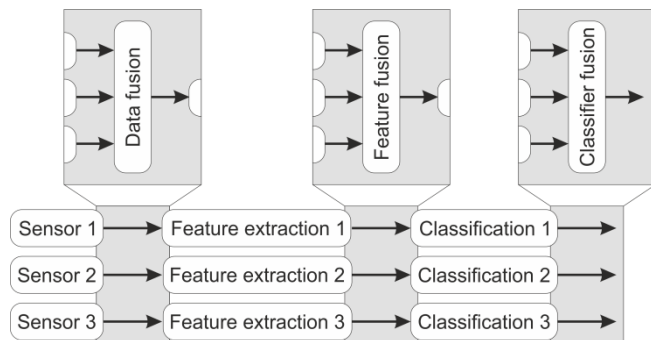 Data fusion
Feature fusion
Classifier fusion
Sensor 1
Feature extraction 1
Classification 1
Sensor 2
Feature extraction 2
Classification 2
Sensor 3
Feature extraction 3
Classification 3